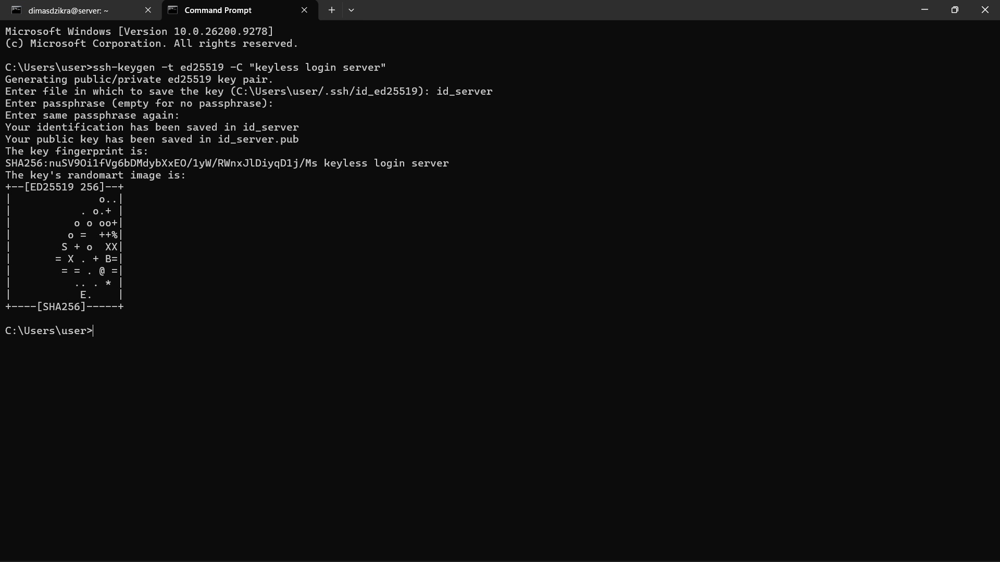 dimasdzikra@server: ~
Command Prompt
Microsoft Windows [Version 10.0.26200.9278]
(c) Microsoft Corporation. All rights reserved.
C:\Users\user>ssh-keygen -t ed25519 -C "keyless login server"
Generating public/private ed25519 key pair.
Enter file in which to save the key (C:\Users\user/.ssh/id_ed25519): id_server
Enter passphrase (empty for no passphrase):
Enter same passphrase again:
Your identification has been saved in id_server
Your public key has been saved in id_server.pub
The key fingerprint is:
SHA256:nuSV9Oi1fVg6bDMdybXxEO/1yW/RWnxJlDiyqD1j/Ms keyless login server
The key's randomart image is:
+--[ED25519 256]--+
|              o..|
|           . o.+ |
|          o o oo+|
|         o =  ++%|
|        S + o  XX|
|       = X . + B=|
|        = = . @ =|
|          .. . * |
|           E.    |
+----[SHA256]-----+
C:\Users\user>